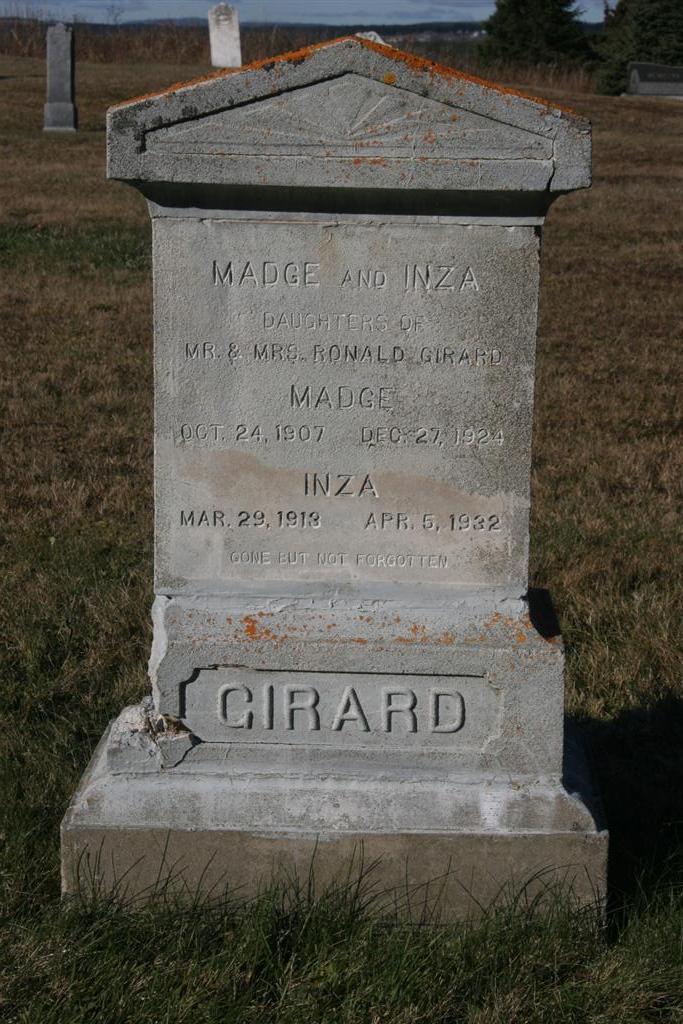 MADGE AND INZA
DAUGHTERS OF
MR. & MRS. RONALD GIRARD
MADGE
OCT. 24, 1907 DEC. 27, 1924
INZA
MAR. 29, 1913 APR. 5, 1932
GONE BUT NOT FORGOTTEN
GIRARD